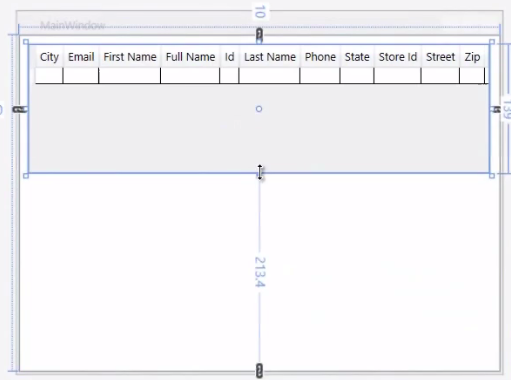 10
MainWindow
City Email First Name Full Name Id Last Name Phone State Store Id Street Zip
139
213.4